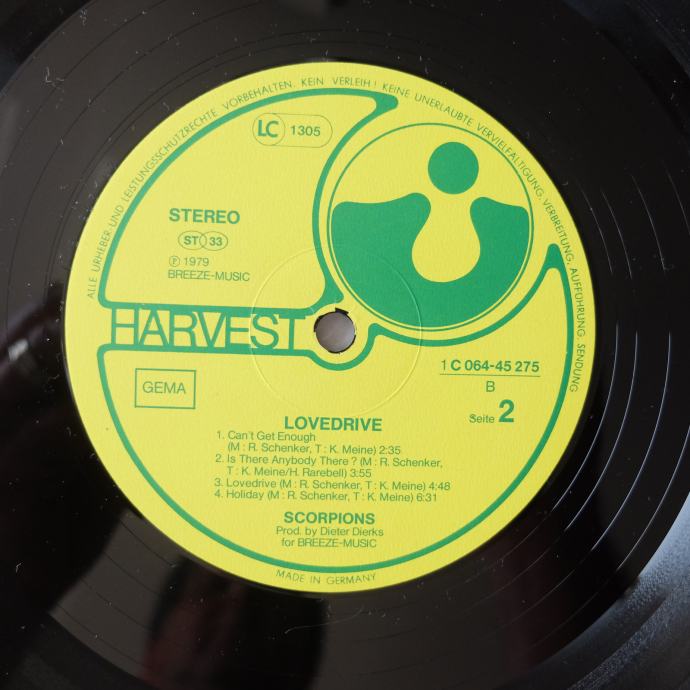 ALLE URHEBER UND LEISTUNGSSCHUTZRECHTE VORBEHALTEN. KEIN VERLEIH! KEINE UNERLAUBTE VERVIELFÄLTIGUNG, VERBREITUNG, AUFFÜHRUNG, SENDUNG
LC 1305
STEREO
ST 33
Ⓟ 1979
BREEZE-MUSIC
HARVEST
1 C 064-45 275
B
Seite 2
GEMA
LOVEDRIVE
1. Can't Get Enough
(M : R. Schenker, T : K. Meine) 2:35
2. Is There Anybody There ? (M : R. Schenker,
T : K. Meine/H. Rarebell) 3:55
3. Lovedrive (M : R. Schenker, T : K. Meine) 4:48
4. Holiday (M : R. Schenker, T : K. Meine) 6:31
SCORPIONS
Prod. by Dieter Dierks
for BREEZE-MUSIC
MADE IN GERMANY